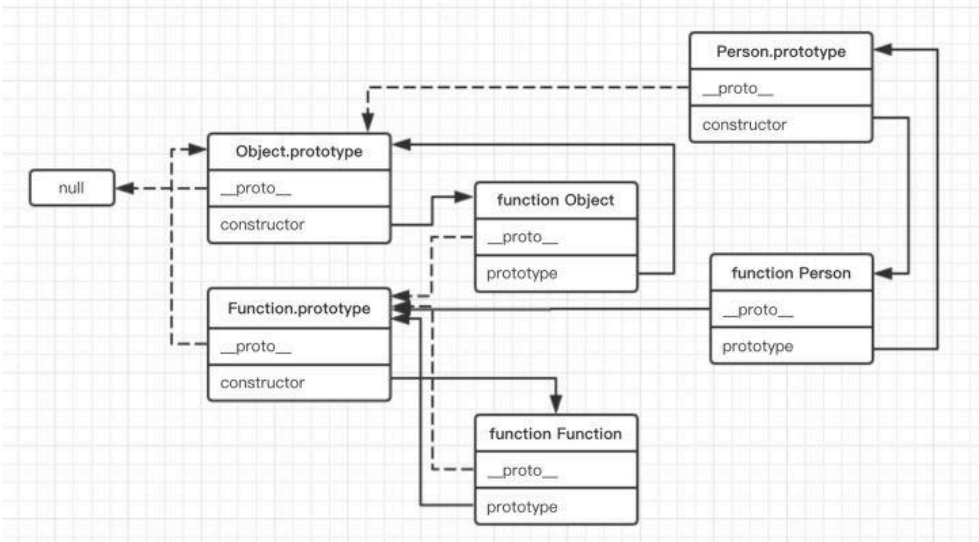 Person.prototype
__proto__
constructor
Object.prototype
__proto__
constructor
null
function Object
__proto__
prototype
function Person
__proto__
prototype
Function.prototype
__proto__
constructor
function Function
__proto__
prototype